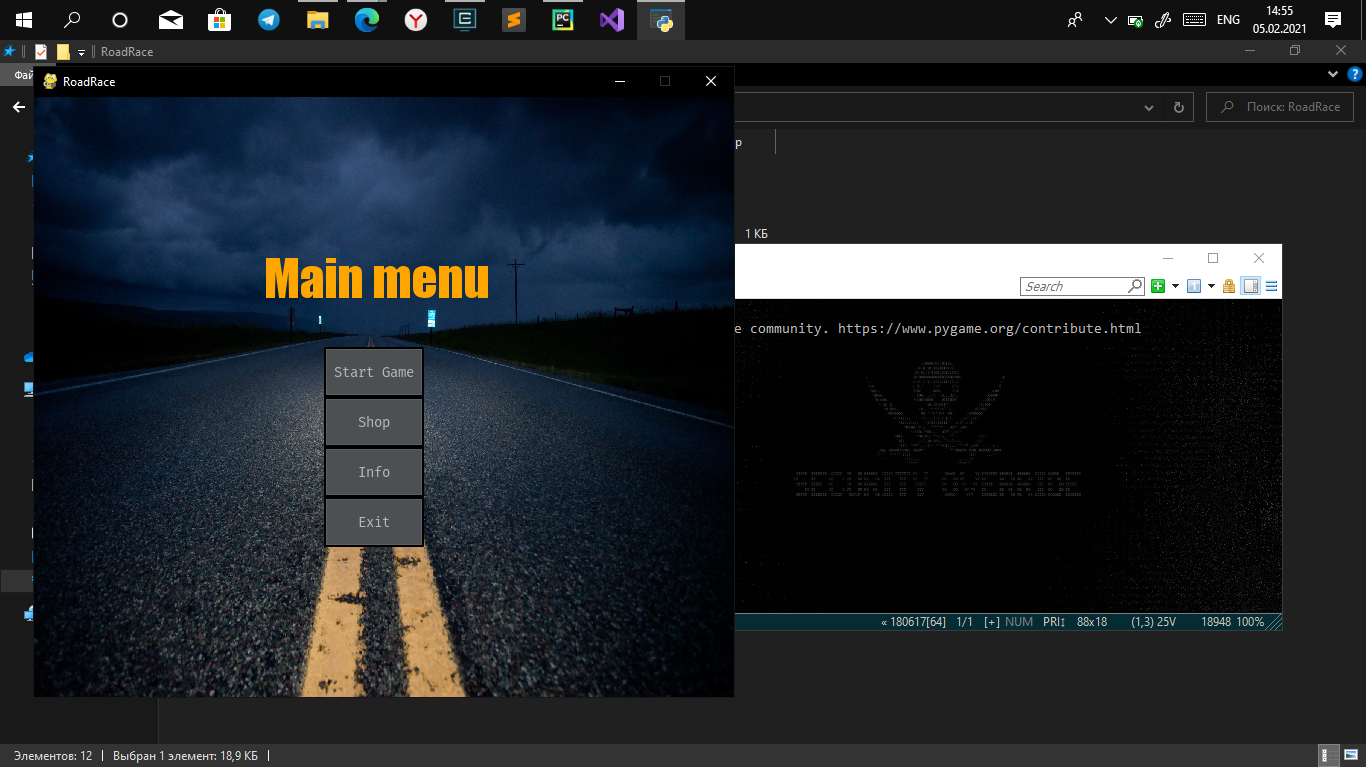 ENG
14:55
05.02.2021
RoadRace
Фай
RoadRace
Поиск: RoadRace
р
1 КБ
Main menu
Start Game
Shop
Info
Exit
Search
e community. https://www.pygame.org/contribute.html
« 180617[64] 1/1 [+] NUM PRI↕ 88x18 (1,3) 25V 18948 100%
Элементов: 12 Выбран 1 элемент: 18,9 КБ